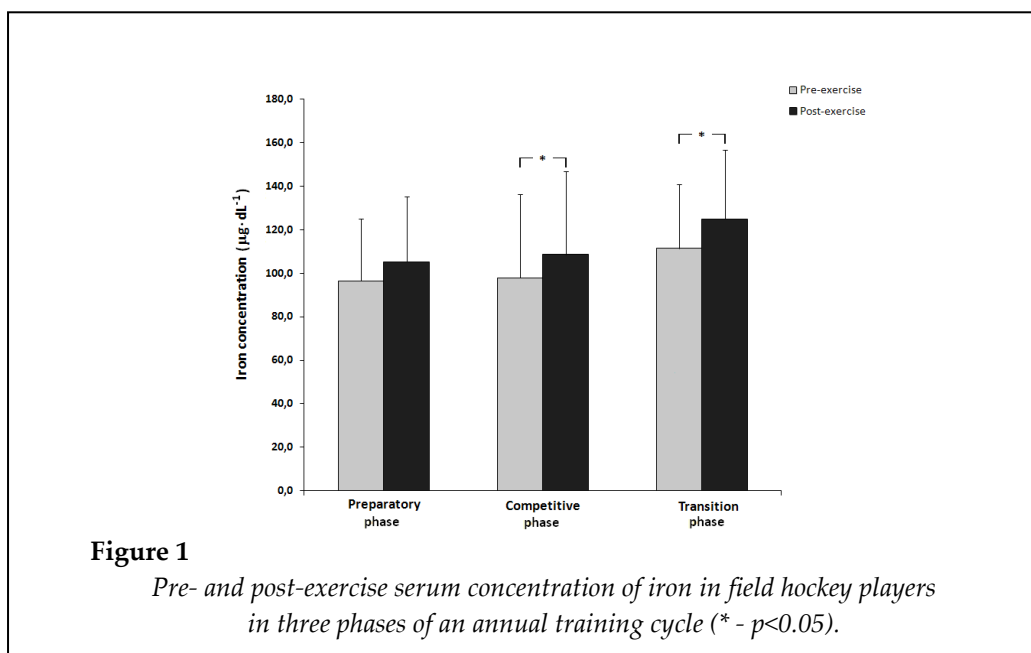 Pre-exercise
Post-exercise
180,0
160,0
140,0
120,0
100,0
80,0
60,0
40,0
20,0
0,0
Iron concentration (µg·dL⁻¹)
*
*
Preparatory
phase
Competitive
phase
Transition
phase
Figure 1
Pre- and post-exercise serum concentration of iron in field hockey players
in three phases of an annual training cycle (* - p<0.05).